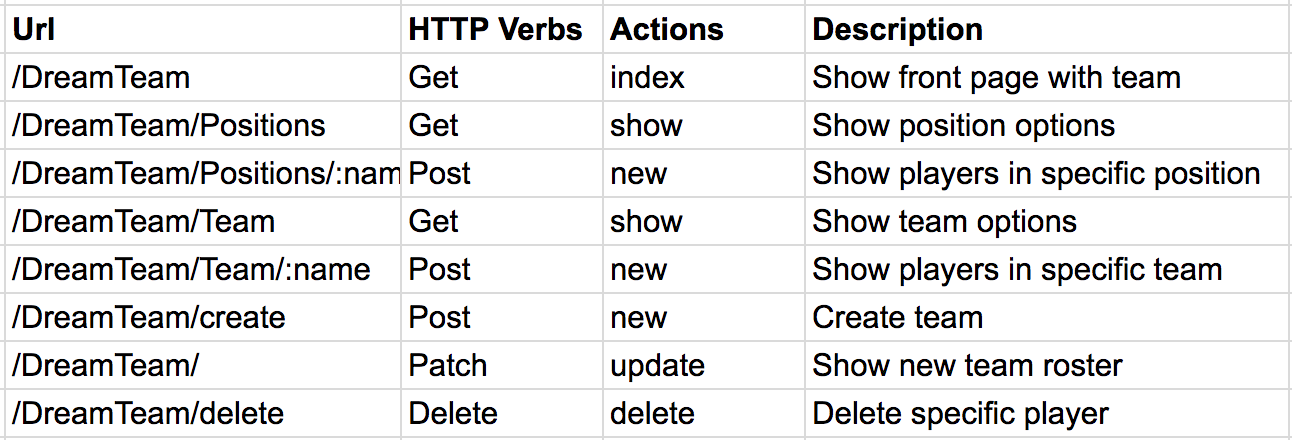 Url HTTP Verbs Actions Description
/DreamTeam Get index Show front page with team
/DreamTeam/Positions Get show Show position options
/DreamTeam/Positions/:nam Post new Show players in specific position
/DreamTeam/Team Get show Show team options
/DreamTeam/Team/:name Post new Show players in specific team
/DreamTeam/create Post new Create team
/DreamTeam/ Patch update Show new team roster
/DreamTeam/delete Delete delete Delete specific player